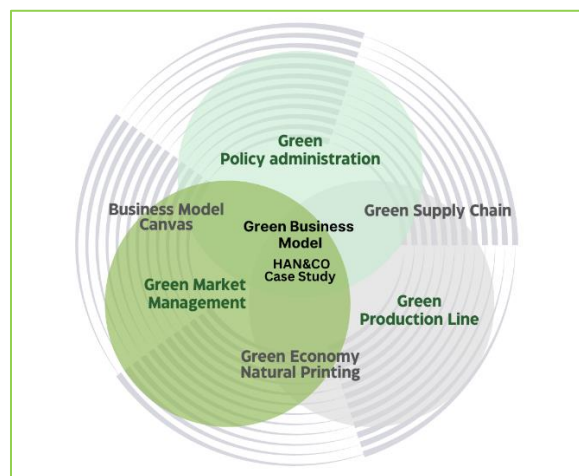 Green
Policy administration
Business Model
Canvas
Green Supply Chain
Green Business
Model
HAN&CO
Case Study
Green Market
Management
Green
Production Line
Green Economy
Natural Printing